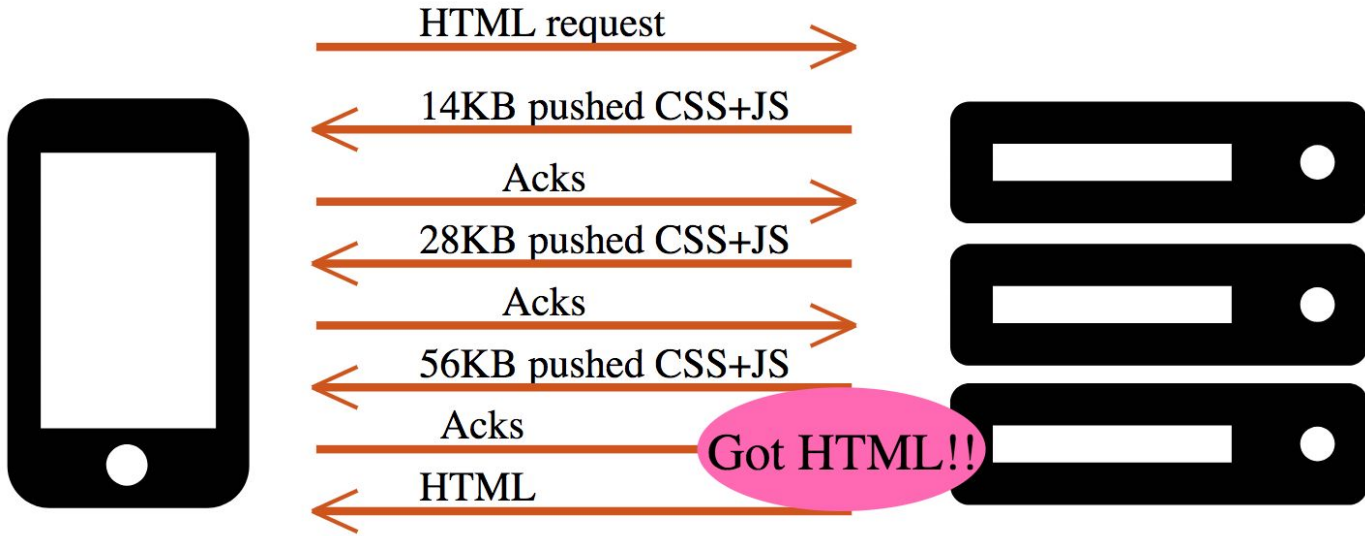 HTML request
14KB pushed CSS+JS
Acks
28KB pushed CSS+JS
Acks
56KB pushed CSS+JS
Acks
Got HTML!!
HTML